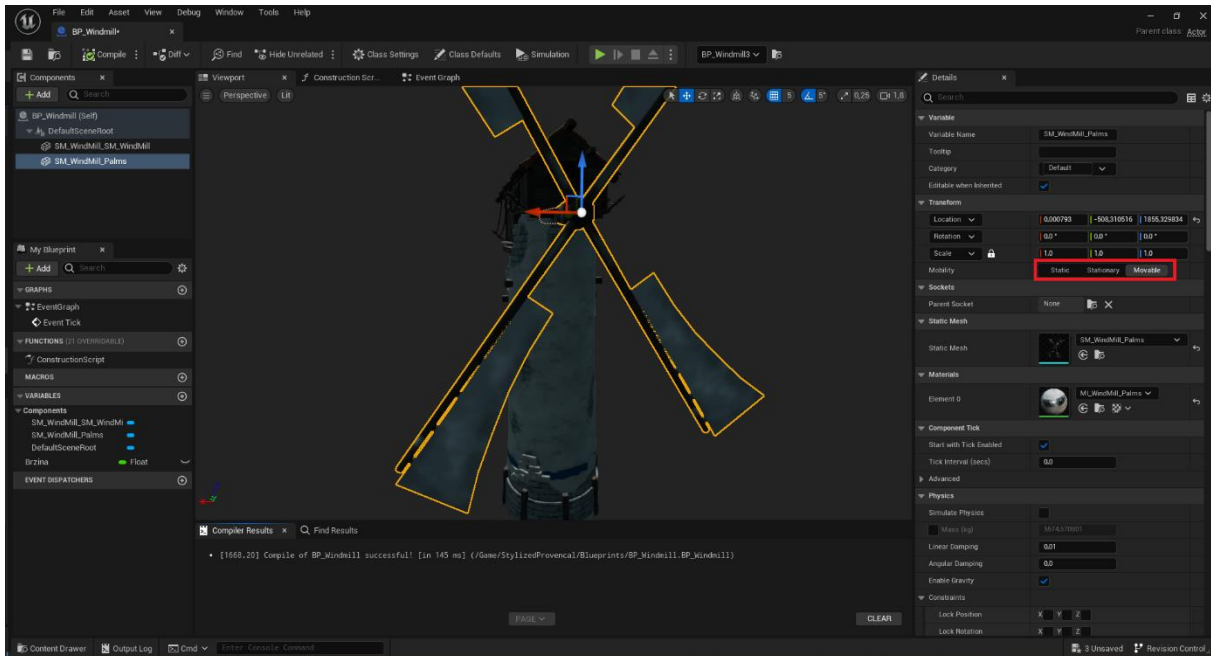 File Edit Asset View Debug Window Tools Help
BP_Windmill•
Parent class: Actor
Compile Diff Find Hide Unrelated Class Settings Class Defaults Simulation BP_Windmill3
Components
+ Add Search
BP_Windmill (Self)
DefaultSceneRoot
SM_WindMill_SM_WindMill
SM_WindMill_Palms
My Blueprint
+ Add Search
GRAPHS
EventGraph
Event Tick
FUNCTIONS (21 OVERRIDABLE)
ConstructionScript
MACROS
VARIABLES
Components
SM_WindMill_SM_WindMi
SM_WindMill_Palms
DefaultSceneRoot
Brzina Float
EVENT DISPATCHERS
Viewport Construction Scr... Event Graph
Perspective Lit 5 5° 0,25 1,8
Compiler Results Find Results
[1668,20] Compile of BP_Windmill successful! [in 145 ms] (/Game/StylizedProvencal/Blueprints/BP_Windmill.BP_Windmill)
PAGE CLEAR
Details
Search
Variable
Variable Name SM_WindMill_Palms
Tooltip
Category Default
Editable when Inherited
Transform
Location 0,000793 -508,310516 1855,329834
Rotation 0,0 ° 0,0 ° 0,0 °
Scale 1,0 1,0 1,0
Mobility Static Stationary Movable
Sockets
Parent Socket None
Static Mesh
Static Mesh SM_WindMill_Palms
Materials
Element 0 MI_WindMill_Palms
Component Tick
Start with Tick Enabled
Tick Interval (secs) 0,0
Advanced
Physics
Simulate Physics
Mass (kg)
Linear Damping 0,01
Angular Damping 0,0
Enable Gravity
Constraints
Lock Position X Y Z
Lock Rotation X Y Z
Content Drawer Output Log Cmd Enter Console Command 3 Unsaved Revision Control